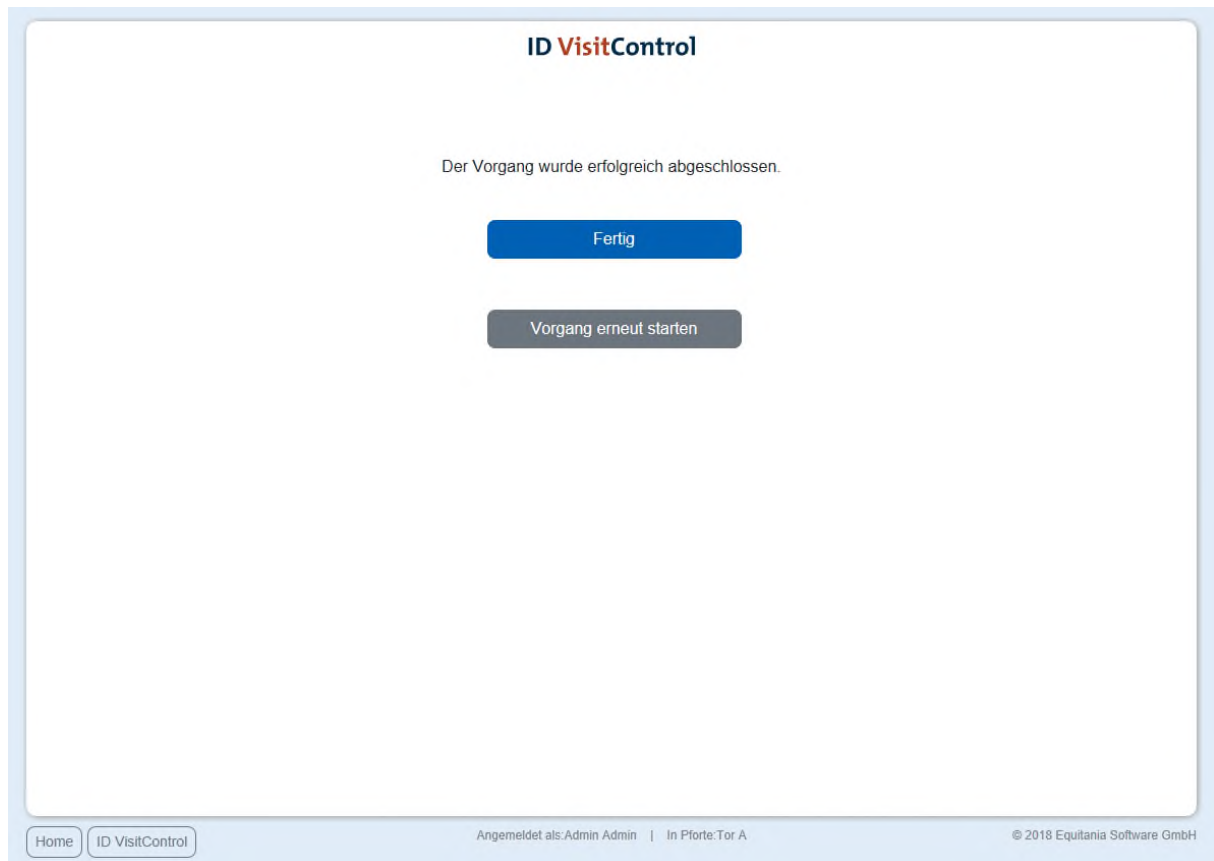 ID VisitControl
Der Vorgang wurde erfolgreich abgeschlossen.
Fertig
Vorgang erneut starten
Home
ID VisitControl
Angemeldet als:Admin Admin | In Pforte:Tor A
© 2018 Equitania Software GmbH